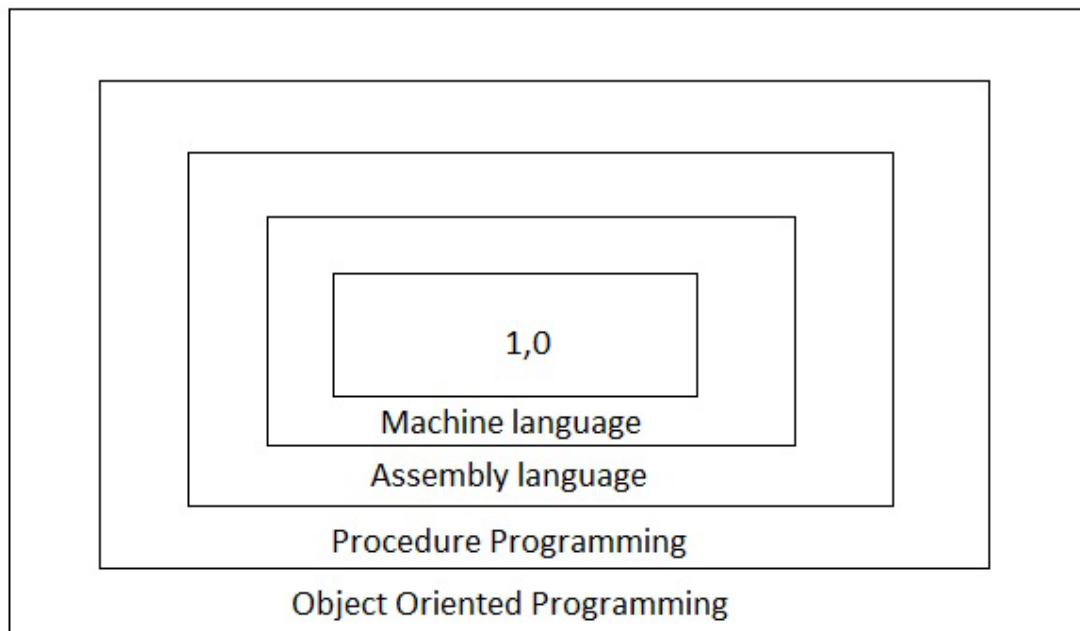 1,0
Machine language
Assembly language
Procedure Programming
Object Oriented Programming